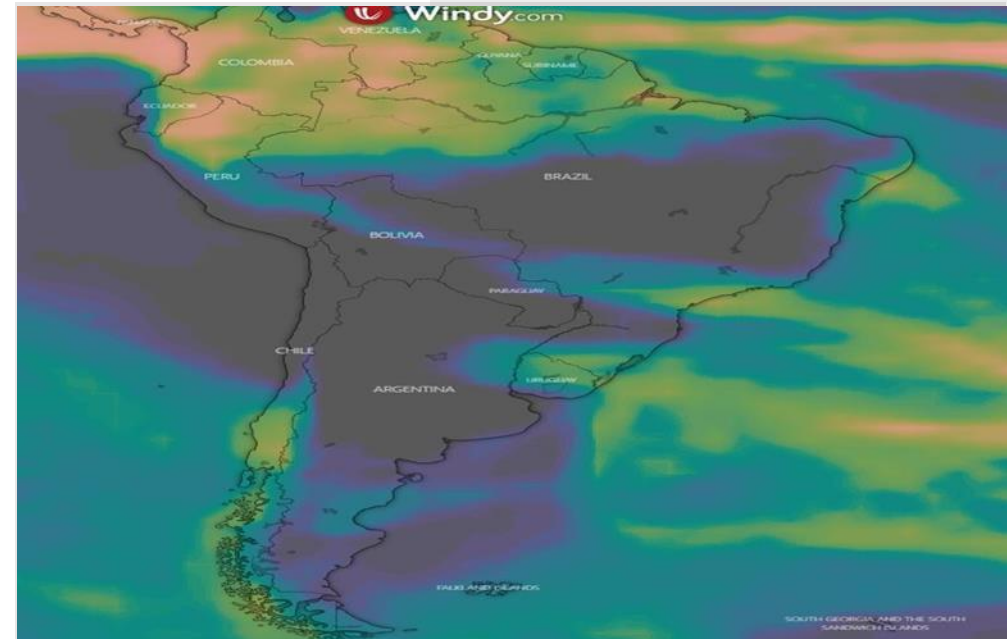 Windy.com
PANAMA
VENEZUELA
GUYANA
SURINAME
COLOMBIA
ECUADOR
PERU
BRAZIL
BOLIVIA
PARAGUAY
CHILE
ARGENTINA
URUGUAY
FALKLAND ISLANDS
SOUTH GEORGIA AND THE SOUTH
SANDWICH ISLANDS